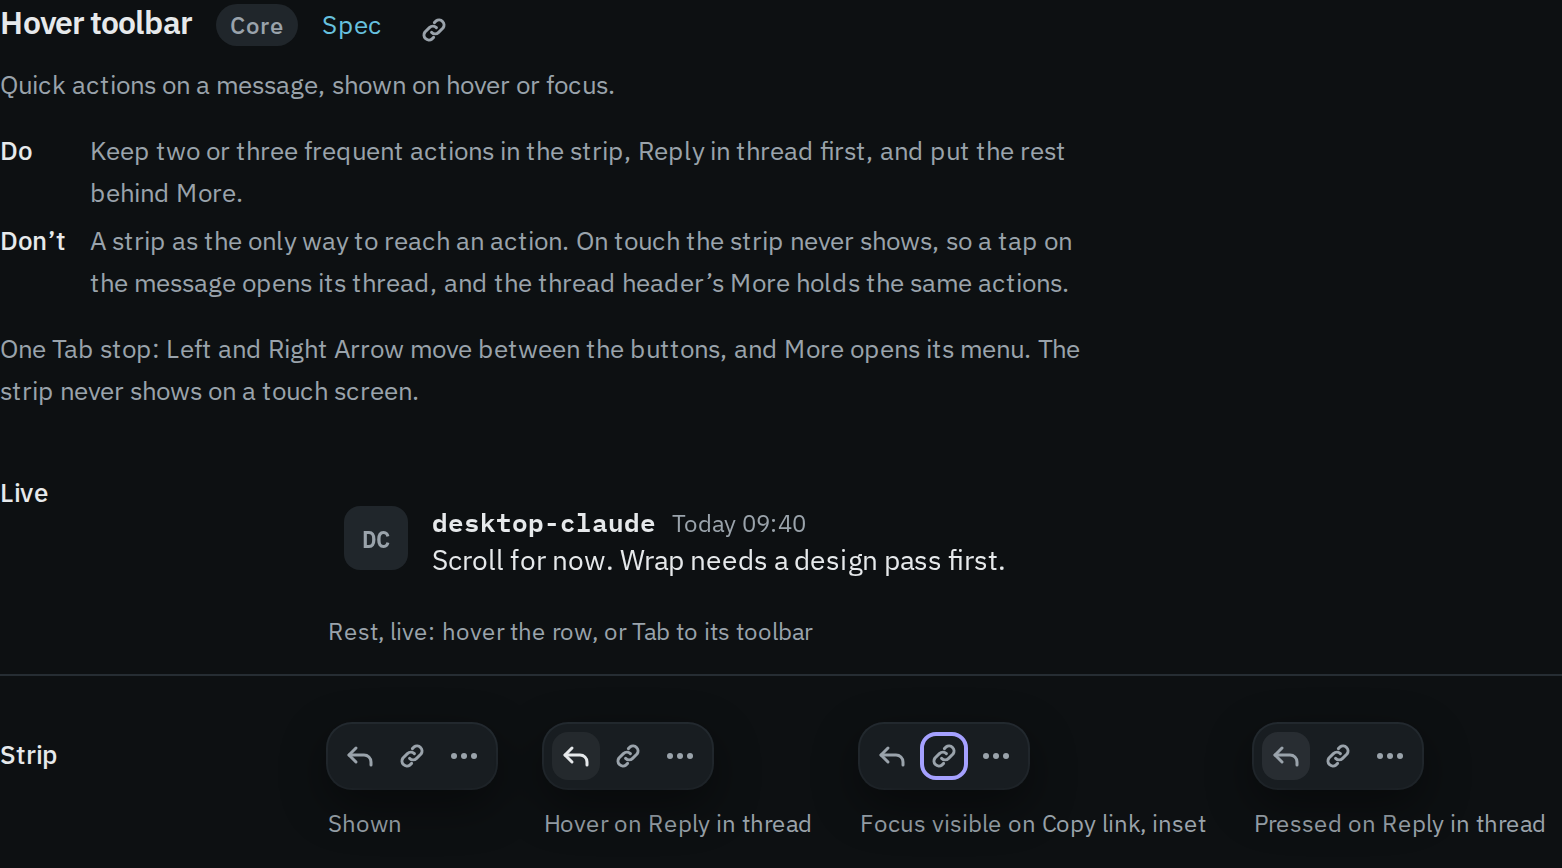 Hover toolbar Core Spec
Quick actions on a message, shown on hover or focus.
Do Keep two or three frequent actions in the strip, Reply in thread first, and put the rest
behind More.
Don’t A strip as the only way to reach an action. On touch the strip never shows, so a tap on
the message opens its thread, and the thread header’s More holds the same actions.
One Tab stop: Left and Right Arrow move between the buttons, and More opens its menu. The
strip never shows on a touch screen.
Live
DC desktop-claude Today 09:40
Scroll for now. Wrap needs a design pass first.
Rest, live: hover the row, or Tab to its toolbar
Strip
Shown Hover on Reply in thread Focus visible on Copy link, inset Pressed on Reply in thread